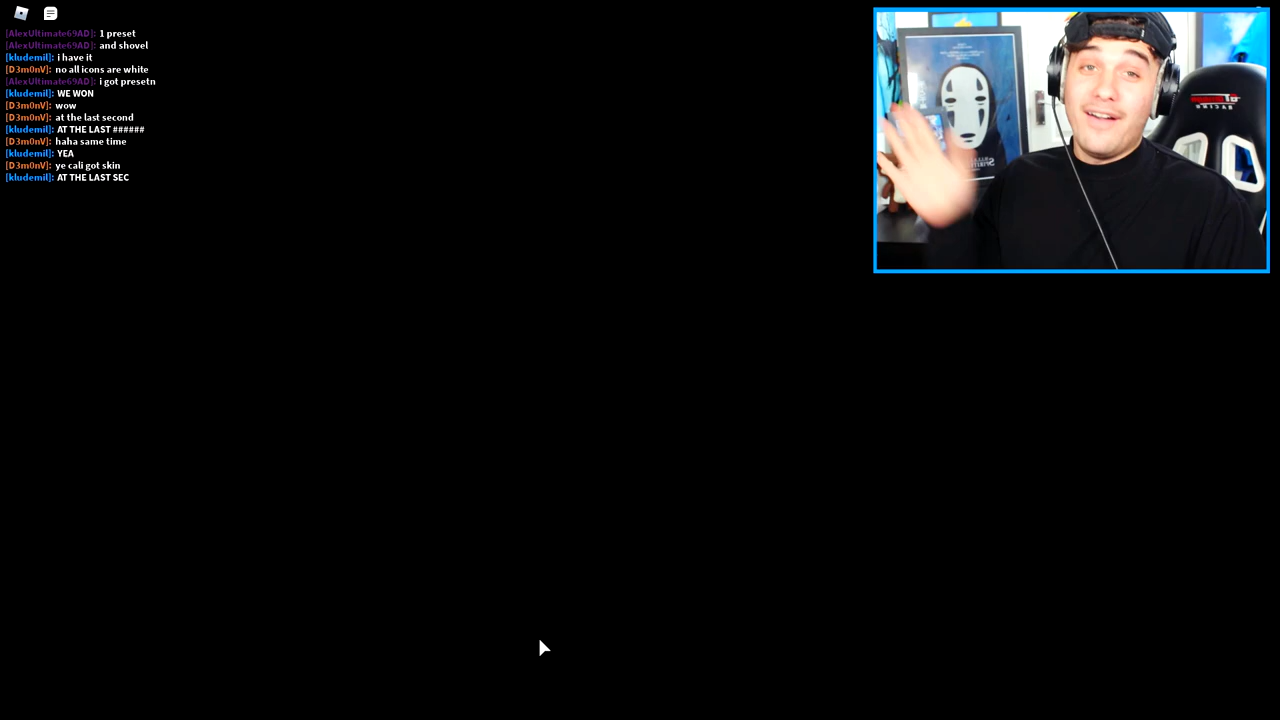 [AlexUltimate69AD]: 1 preset
[AlexUltimate69AD]: and shovel
[kludemil]: i have it
[D3m0nV]: no all icons are white
[AlexUltimate69AD]: i got presetn
[kludemil]: WE WON
[D3m0nV]: wow
[D3m0nV]: at the last second
[kludemil]: AT THE LAST ######
[D3m0nV]: haha same time
[kludemil]: YEA
[D3m0nV]: ye cali got skin
[kludemil]: AT THE LAST SEC
GT
RACING